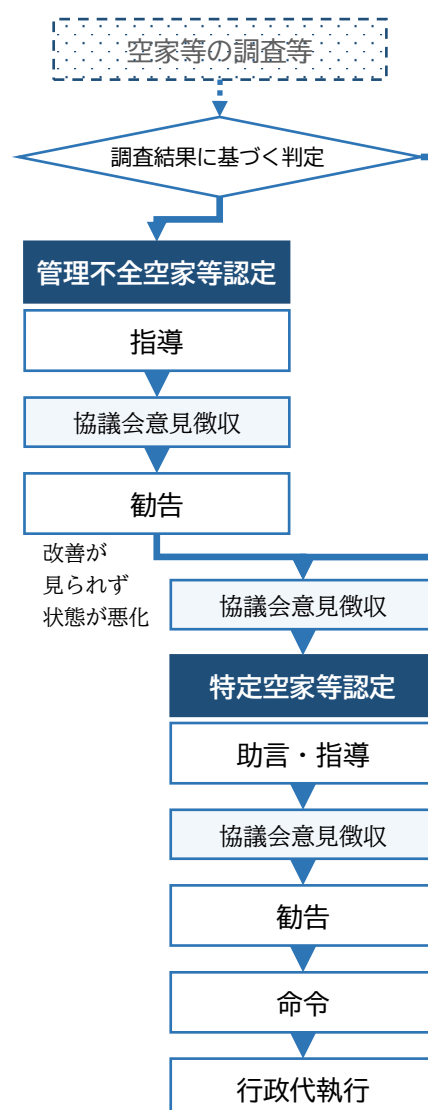 空家等の調査等
調査結果に基づく判定
管理不全空家等認定
指導
協議会意見徴収
勧告
改善が
見られず
状態が悪化
協議会意見徴収
特定空家等認定
助言・指導
協議会意見徴収
勧告
命令
行政代執行